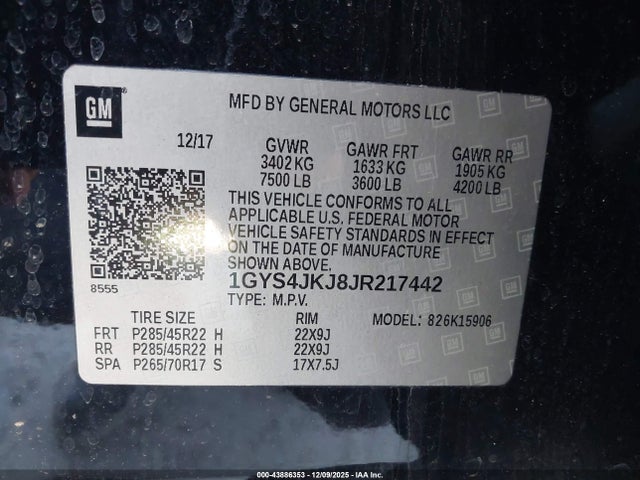 GM
MFD BY GENERAL MOTORS LLC
12/17 GVWR GAWR FRT GAWR RR
3402 KG 1633 KG 1905 KG
7500 LB 3600 LB 4200 LB
THIS VEHICLE CONFORMS TO ALL
APPLICABLE U.S. FEDERAL MOTOR
VEHICLE SAFETY STANDARDS IN EFFECT
ON THE DATE OF MANUFACTURE
SHOWN ABOVE.
8555
1GYS4JKJ8JR217442
TYPE: M.P.V.
TIRE SIZE RIM MODEL: 826K15906
FRT P285/45R22 H 22X9J
RR P285/45R22 H 22X9J
SPA P265/70R17 S 17X7.5J
000-43886353 - 12/09/2025 - IAA Inc.